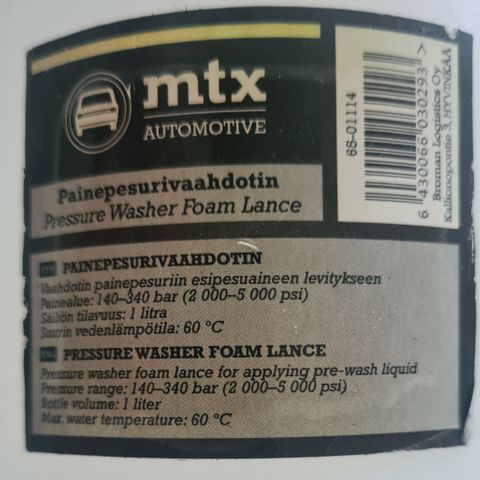 mtx
AUTOMOTIVE
Painepesurivaahdotin
Pressure Washer Foam Lance
65-01114
6 430066 030293 >
Broman Logistics Oy
Kallionopontie 3, HYVINKÄÄ
FIN PAINEPESURIVAAHDOTIN
Vaahdotin painepesuriin esipesuaineen levitykseen
Painealue: 140–340 bar (2 000–5 000 psi)
Säiliön tilavuus: 1 litra
Suurin vedenlämpötila: 60 °C
ENG PRESSURE WASHER FOAM LANCE
Pressure washer foam lance for applying pre-wash liquid
Pressure range: 140–340 bar (2 000–5 000 psi)
Bottle volume: 1 liter
Max. water temperature: 60 °C